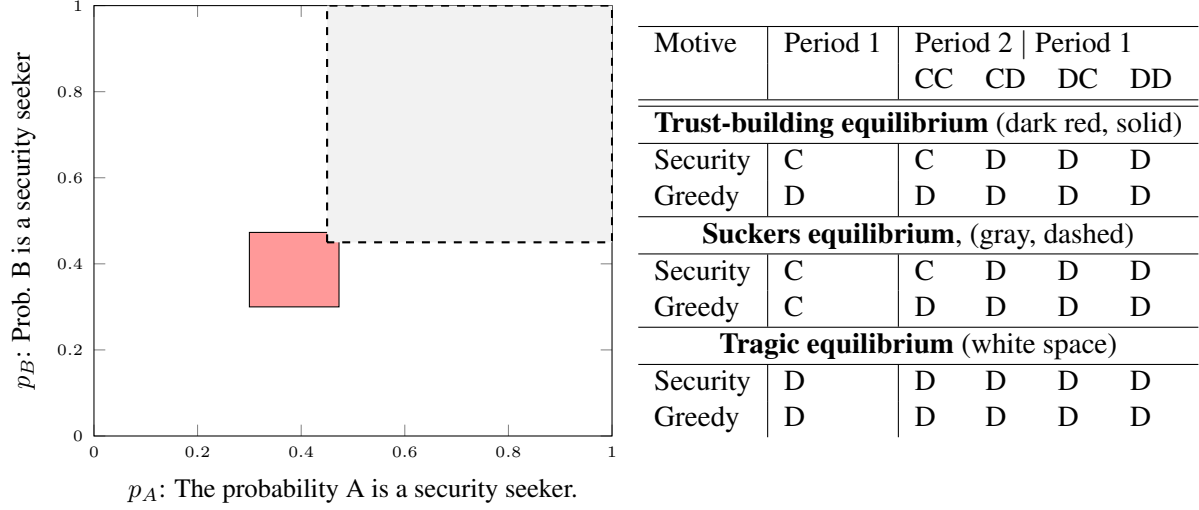 1
0.8
0.6
0.4
0.2
0
0 0.2 0.4 0.6 0.8 1
p_B: Prob. B is a security seeker
p_A: The probability A is a security seeker.
Motive Period 1 Period 2 | Period 1
CC CD DC DD
Trust-building equilibrium (dark red, solid)
Security C C D D D
Greedy D D D D D
Suckers equilibrium, (gray, dashed)
Security C C D D D
Greedy C D D D D
Tragic equilibrium (white space)
Security D D D D D
Greedy D D D D D